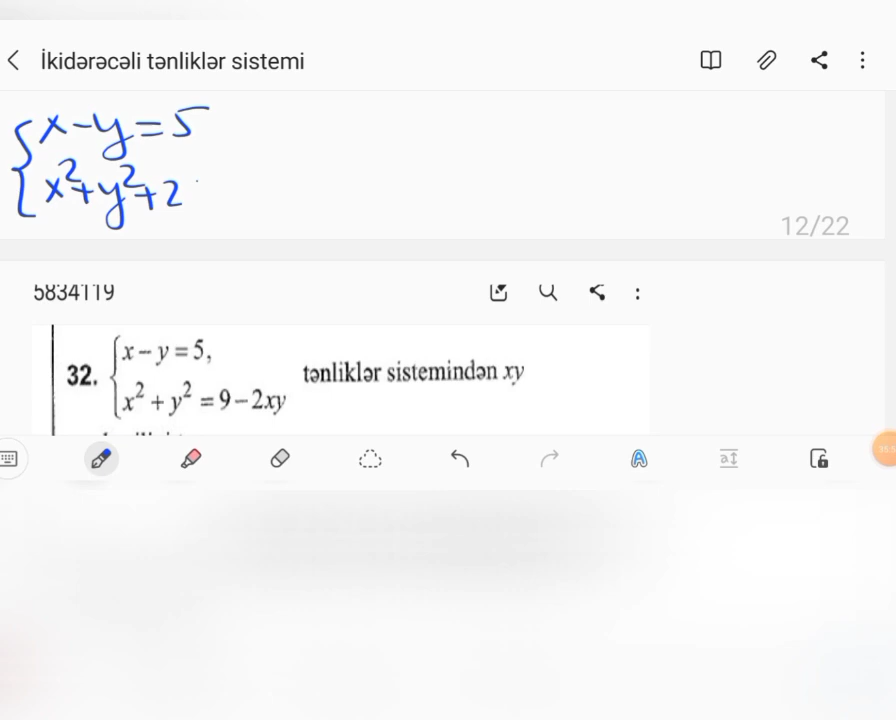 İkidərəcəli tənliklər sistemi
x-y=5
x²+y²+2
12/22
5834119
32. { x - y = 5,
x² + y² = 9 - 2xy
tənliklər sistemindən xy